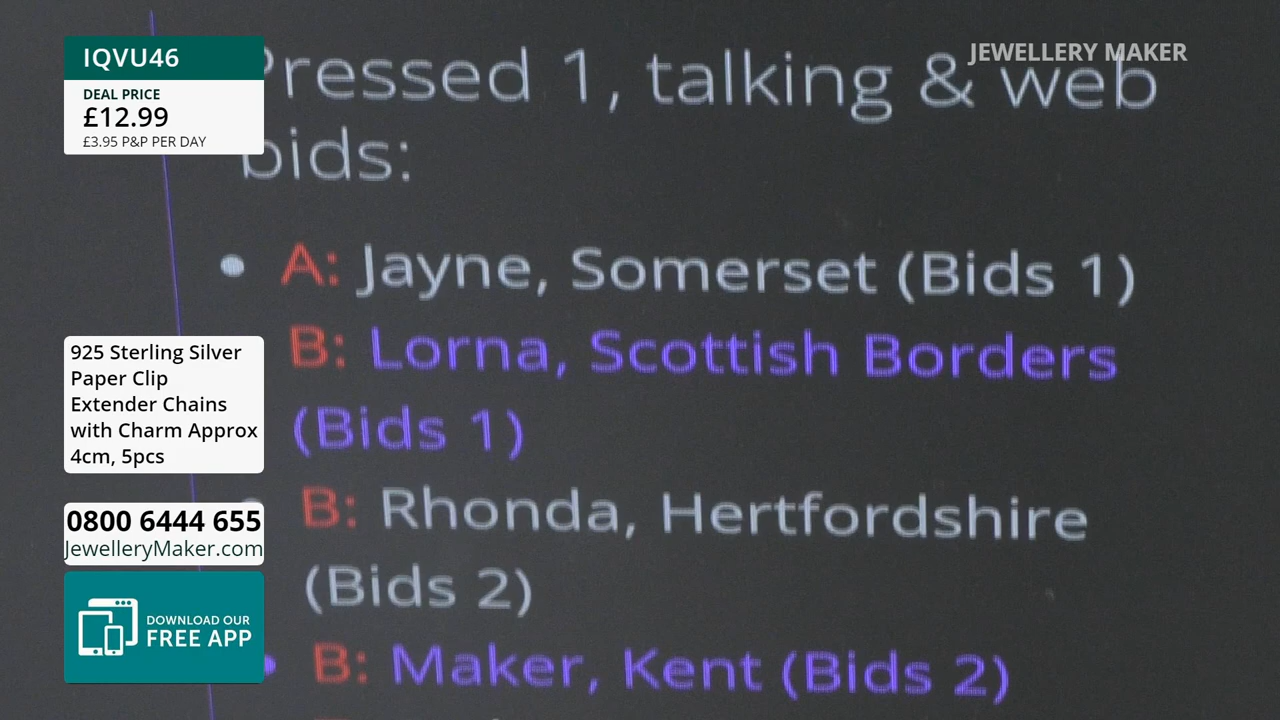 IQVU46
DEAL PRICE
£12.99
£3.95 P&P PER DAY
JEWELLERY MAKER
Pressed 1, talking & web
bids:
A: Jayne, Somerset (Bids 1)
B: Lorna, Scottish Borders
(Bids 1)
B: Rhonda, Hertfordshire
(Bids 2)
B: Maker, Kent (Bids 2)
925 Sterling Silver
Paper Clip
Extender Chains
with Charm Approx
4cm, 5pcs
0800 6444 655
JewelleryMaker.com
DOWNLOAD OUR
FREE APP